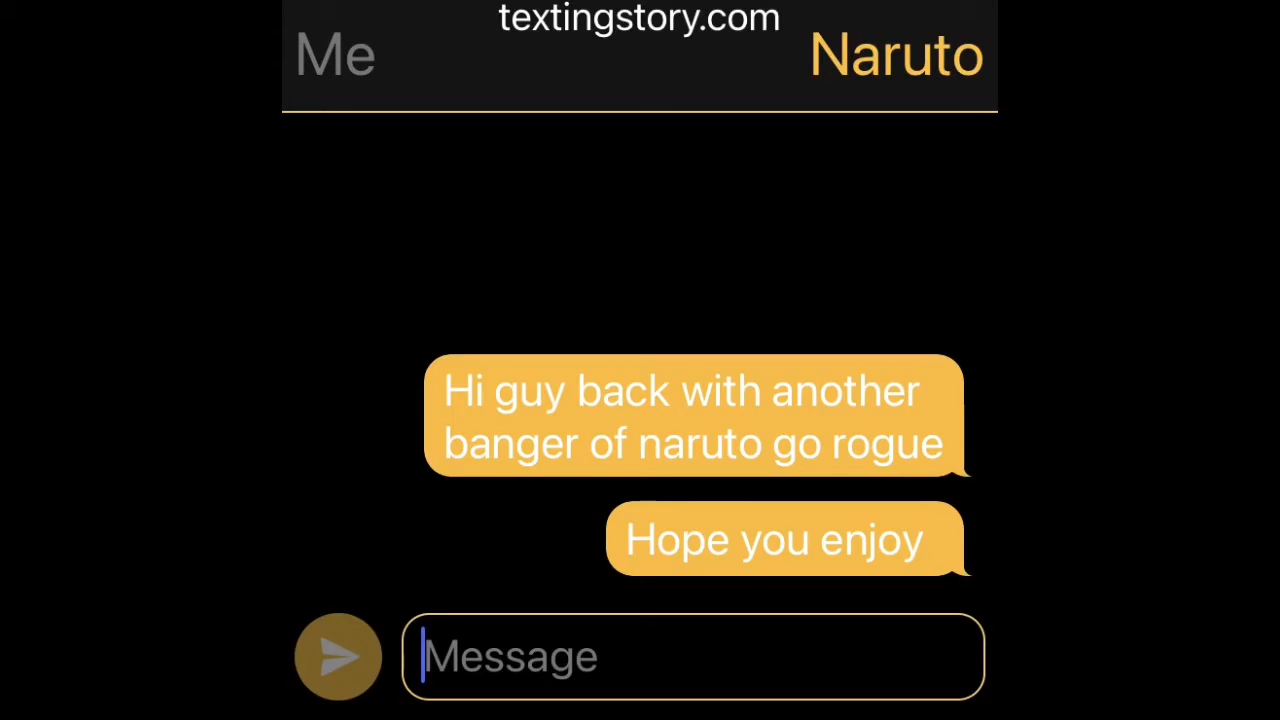 textingstory.com
Me
Naruto
Hi guy back with another
banger of naruto go rogue
Hope you enjoy
Message